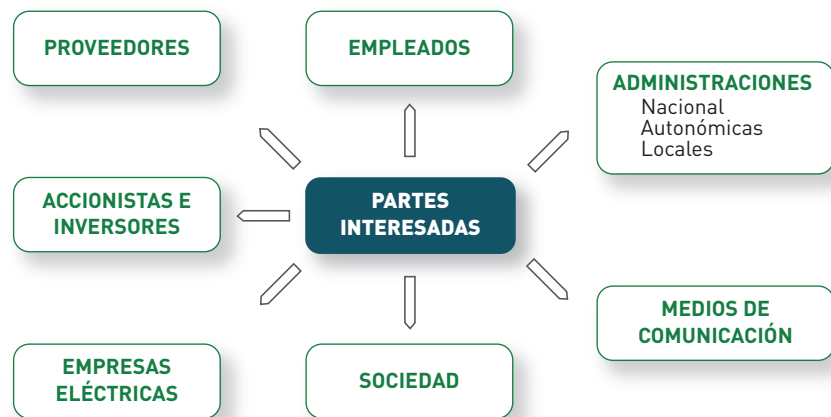 PROVEEDORES
EMPLEADOS
ADMINISTRACIONES
Nacional
Autonómicas
Locales
ACCIONISTAS E
INVERSORES
PARTES
INTERESADAS
MEDIOS DE
COMUNICACIÓN
EMPRESAS
ELÉCTRICAS
SOCIEDAD